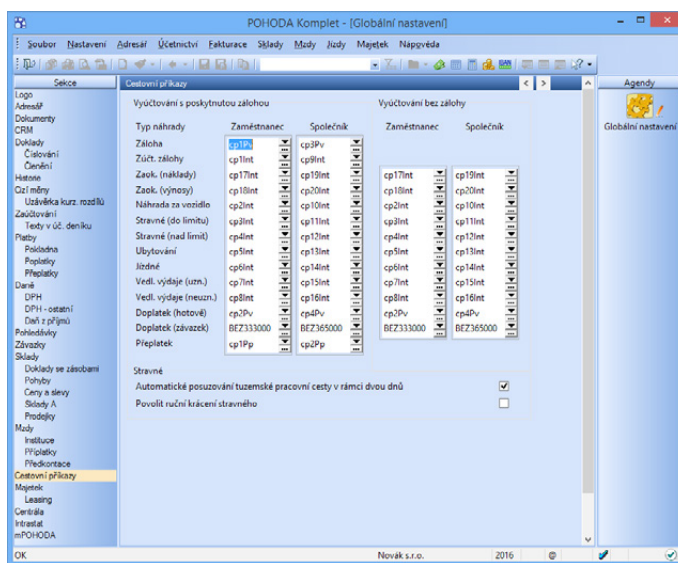 POHODA Komplet - [Globální nastavení]
Soubor Nastavení Adresář Účetnictví Fakturace Sklady Mzdy Jízdy Majetek Nápověda
Sekce
Cestovní příkazy
Agendy
Logo
Adresář
Dokumenty
CRM
Doklady
Číslování
Členění
Historie
Cizí měny
Uzávěrka kurz. rozdílů
Zaúčtování
Texty v úč. deníku
Platby
Pokladna
Poplatky
Přeplatky
Daně
DPH
DPH - ostatní
Daň z příjmů
Pohledávky
Závazky
Sklady
Doklady se zásobami
Pohyby
Ceny a slevy
Sklady A
Prodejky
Mzdy
Instituce
Příplatky
Předkontace
Cestovní příkazy
Majetek
Leasing
Centrála
Intrastat
mPOHODA
Vyúčtování s poskytnutou zálohou Vyúčtování bez zálohy
Typ náhrady Zaměstnanec Společník Zaměstnanec Společník
Záloha cp1Pv cp3Pv
Zúčt. zálohy cp1Int cp9Int
Zaok. (náklady) cp17Int cp19Int cp17Int cp19Int
Zaok. (výnosy) cp18Int cp20Int cp18Int cp20Int
Náhrada za vozidlo cp2Int cp10Int cp2Int cp10Int
Stravné (do limitu) cp3Int cp11Int cp3Int cp11Int
Stravné (nad limit) cp4Int cp12Int cp4Int cp12Int
Ubytování cp5Int cp13Int cp5Int cp13Int
Jízdné cp6Int cp14Int cp6Int cp14Int
Vedl. výdaje (uzn.) cp7Int cp15Int cp7Int cp15Int
Vedl. výdaje (neuzn.) cp8Int cp16Int cp8Int cp16Int
Doplatek (hotově) cp2Pv cp4Pv cp2Pv cp4Pv
Doplatek (závazek) BEZ333000 BEZ365000 BEZ333000 BEZ365000
Přeplatek cp1Pp cp2Pp
Stravné
Automatické posuzování tuzemské pracovní cesty v rámci dvou dnů
Povolit ruční krácení stravného
Globální nastavení
OK Novák s.r.o. 2016 @